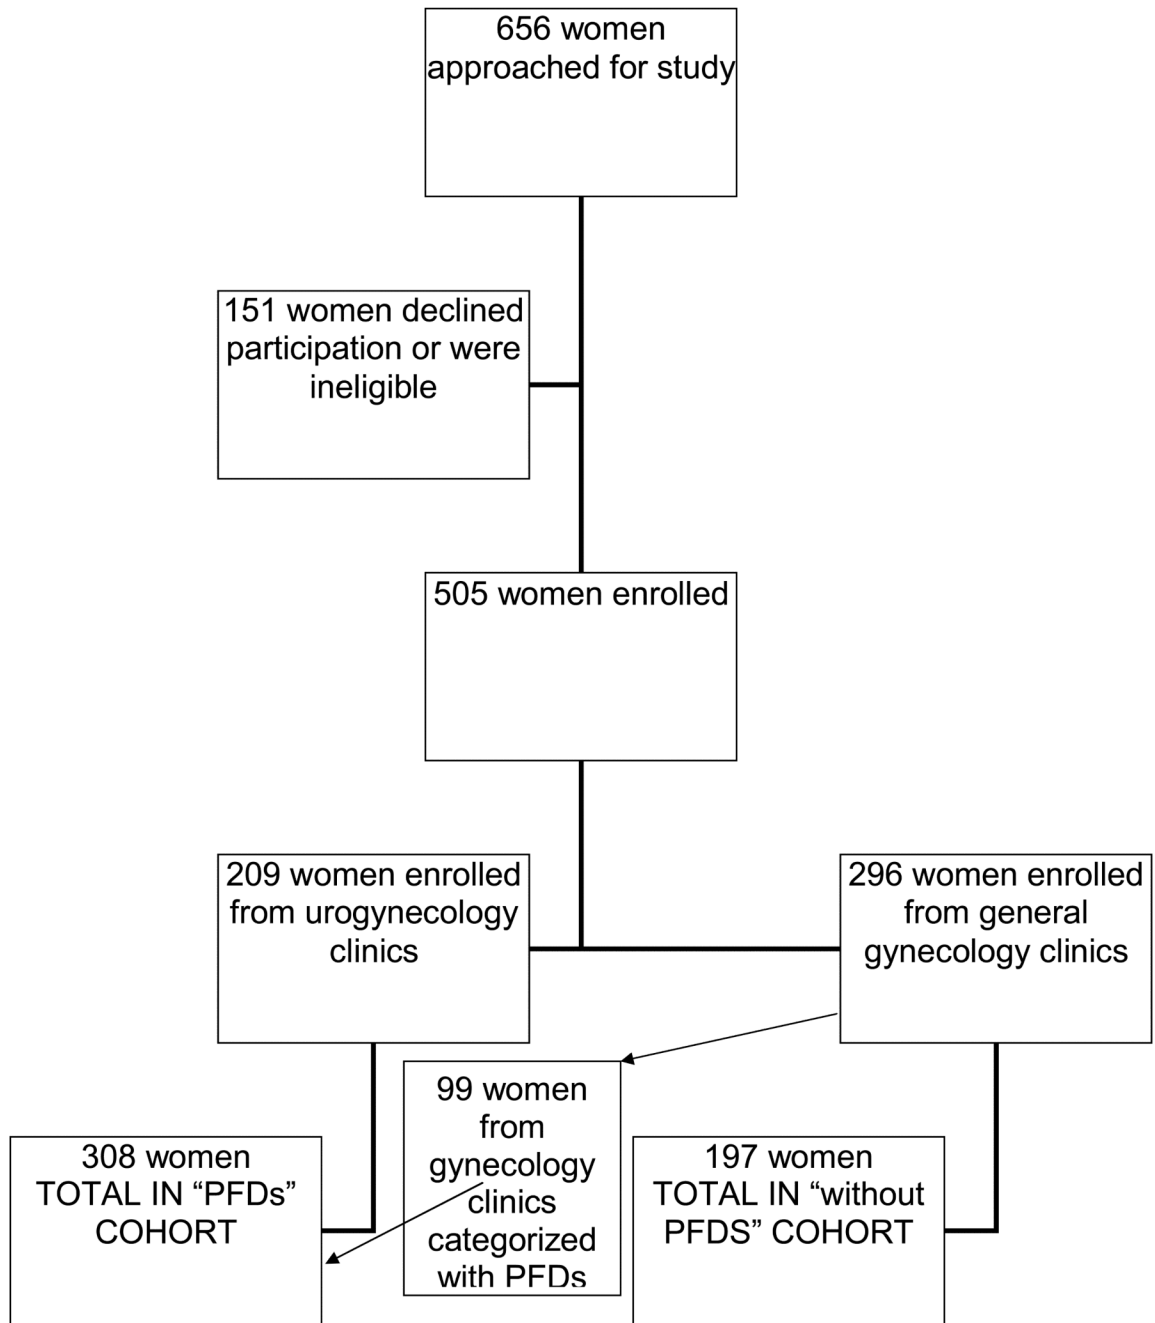 656 women
approached for study
151 women declined
participation or were
ineligible
505 women enrolled
209 women enrolled
from urogynecology
clinics
296 women enrolled
from general
gynecology clinics
99 women
from
gynecology
clinics
categorized
with PFDs
308 women
TOTAL IN “PFDs”
COHORT
197 women
TOTAL IN “without
PFDS” COHORT